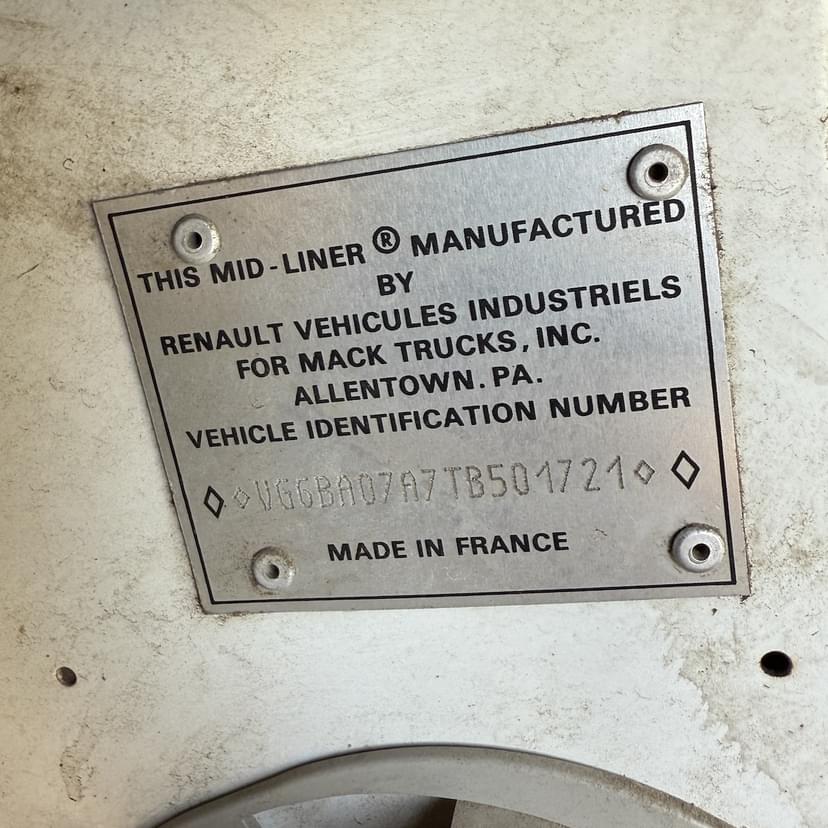 THIS MID-LINER ® MANUFACTURED
BY
RENAULT VEHICULES INDUSTRIELS
FOR MACK TRUCKS, INC.
ALLENTOWN. PA.
VEHICLE IDENTIFICATION NUMBER
VG6BA07A7TB501721
MADE IN FRANCE